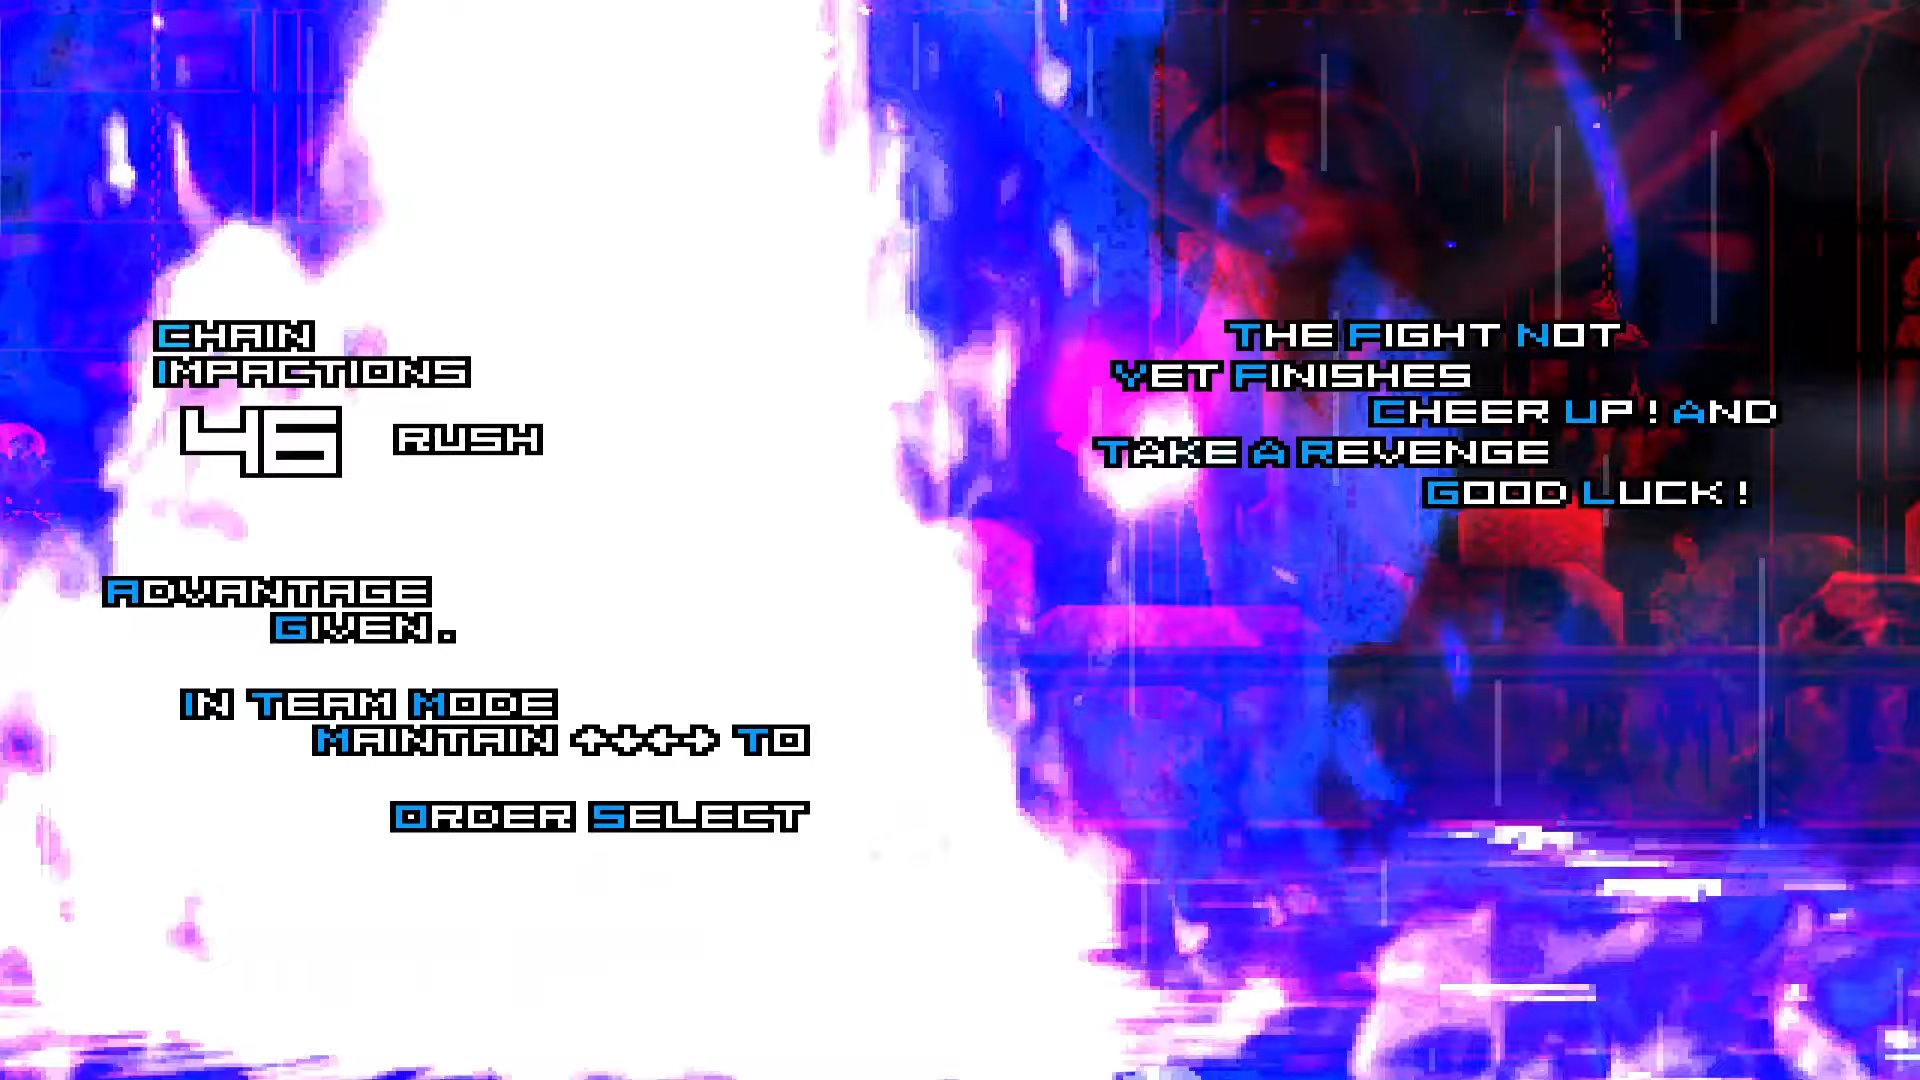 CHAIN
IMPACTIONS
46 RUSH
ADVANTAGE
GIVEN.
IN TEAM MODE
MAINTAIN ↑↓←→ TO
ORDER SELECT
THE FIGHT NOT
YET FINISHES
CHEER UP! AND
TAKE A REVENGE
GOOD LUCK!